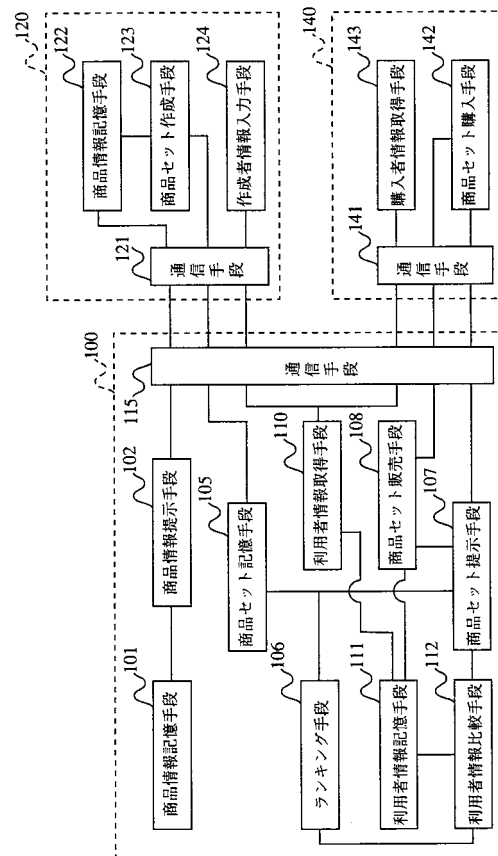 100
101
商品情報記憶手段
102
商品情報提示手段
105
商品セット記憶手段
106
ランキング手段
110
利用者情報取得手段
111
利用者情報記憶手段
108
商品セット販売手段
112
利用者情報比較手段
107
商品セット提示手段
115
通信手段
120
121
通信手段
122
商品情報記憶手段
123
商品セット作成手段
124
作成者情報入力手段
140
141
通信手段
143
購入者情報取得手段
142
商品セット購入手段